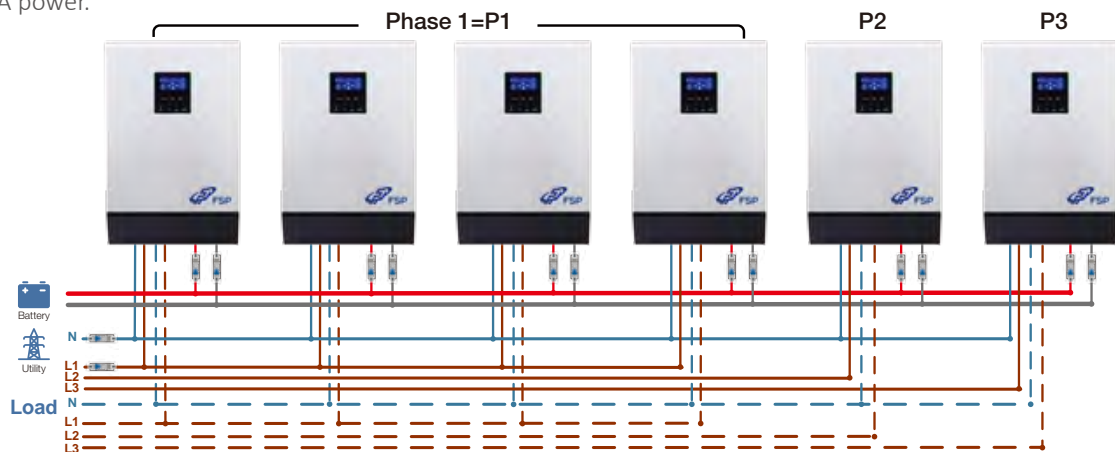 A power.
Phase 1=P1 P2 P3
FSP FSP FSP FSP FSP FSP
Battery
N
Utility
L1
L2
L3
Load N
L1
L2
L3